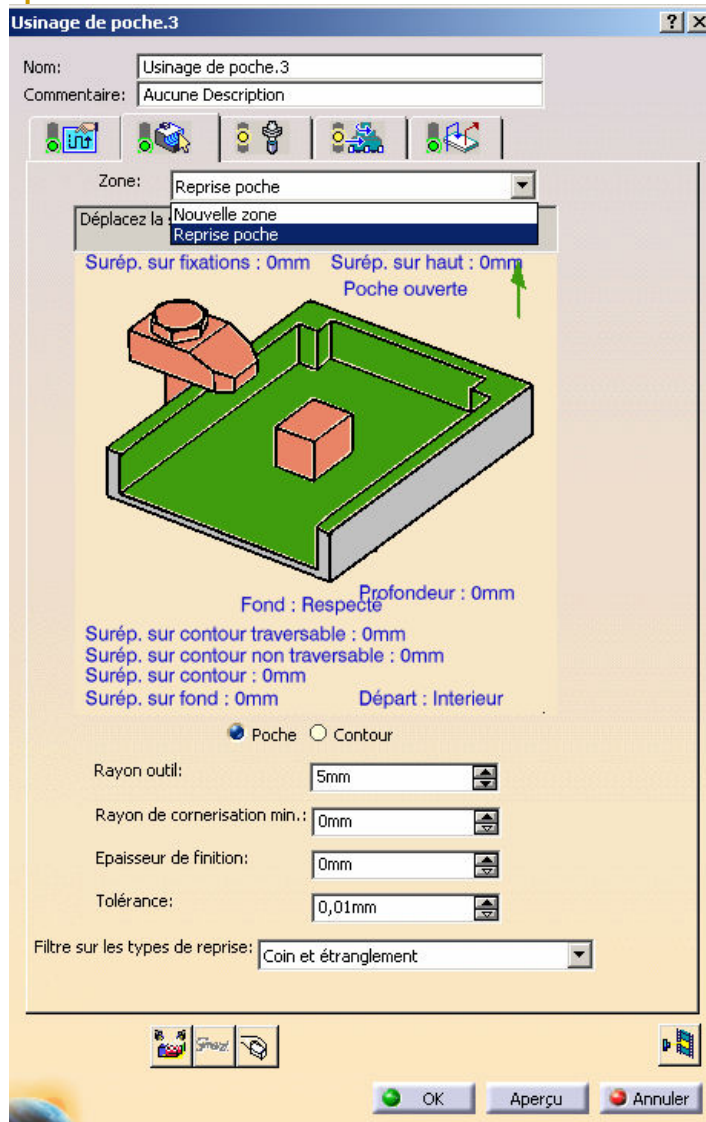 Usinage de poche.3
Nom: Usinage de poche.3
Commentaire: Aucune Description
Zone: Reprise poche
Nouvelle zone
Reprise poche
Déplacez la
Surép. sur fixations : 0mm Surép. sur haut : 0mm
Poche ouverte
Profondeur : 0mm
Fond : Respecté
Surép. sur contour traversable : 0mm
Surép. sur contour non traversable : 0mm
Surép. sur contour : 0mm
Surép. sur fond : 0mm Départ : Interieur
Poche Contour
Rayon outil: 5mm
Rayon de cornerisation min.: 0mm
Epaisseur de finition: 0mm
Tolérance: 0,01mm
Filtre sur les types de reprise: Coin et étranglement
OK Aperçu Annuler